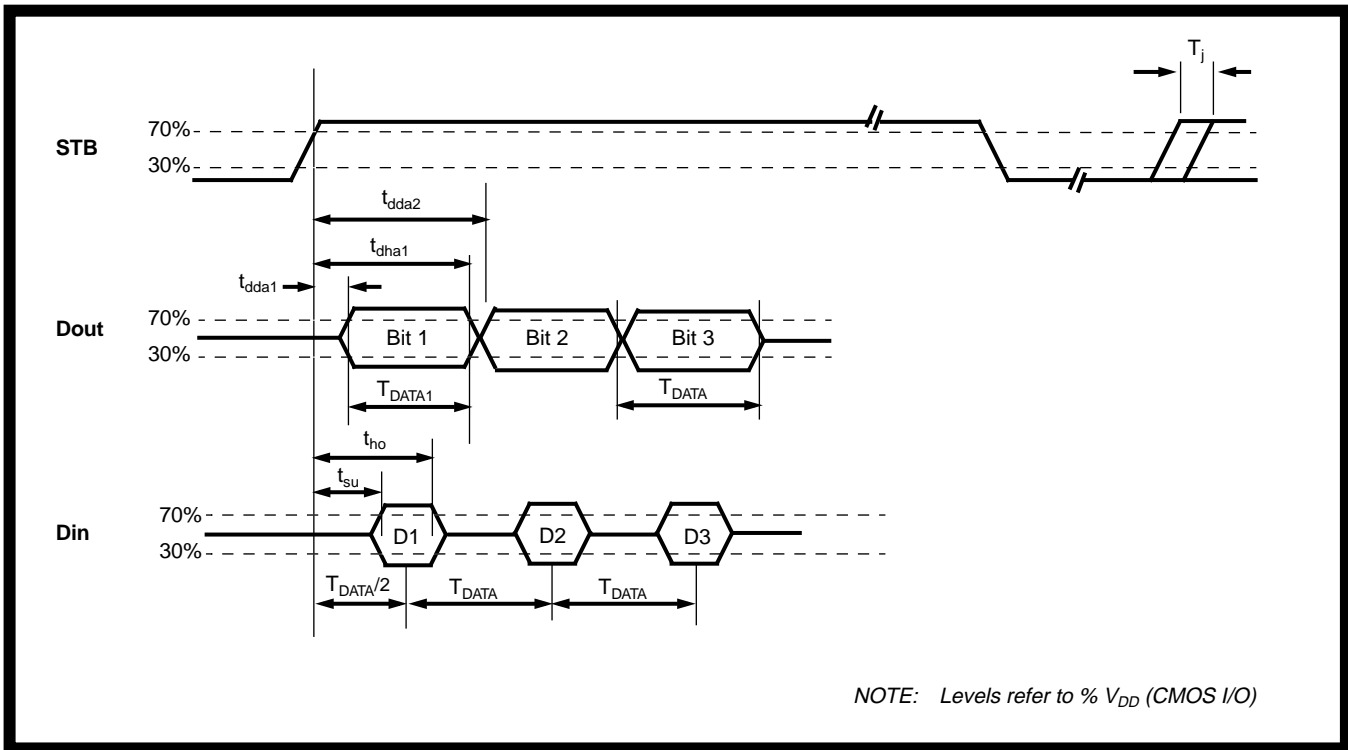 T_j
70%
STB
30%
t_dda2
t_dha1
t_dda1
70%
Dout
Bit 1
Bit 2
Bit 3
30%
T_DATA1
T_DATA
t_ho
t_su
70%
Din
D1
D2
D3
30%
T_DATA/2
T_DATA
T_DATA
NOTE: Levels refer to % V_DD (CMOS I/O)